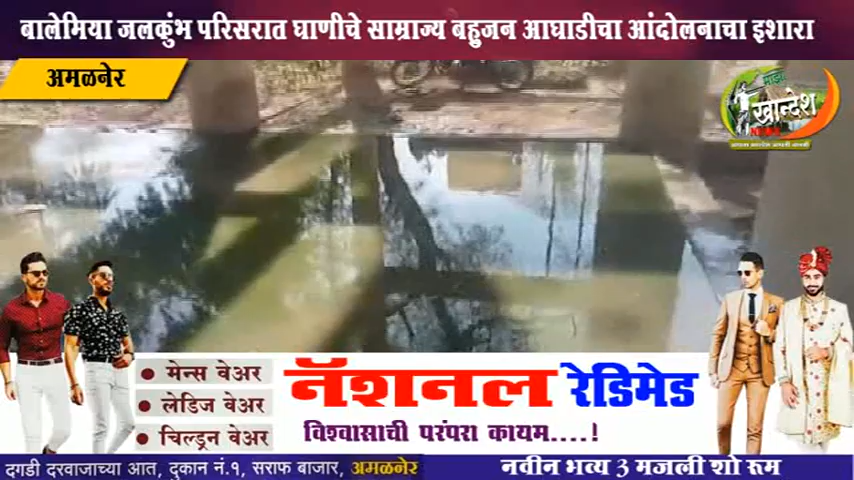 बालेमिया जलकुंभ परिसरात घाणीचे साम्राज्य बहुजन आघाडीचा आंदोलनाचा इशारा
अमळनेर
माझा
खान्देश
NEWS
• मेन्स वेअर
• लेडिज वेअर
• चिल्ड्रन वेअर
नॅशनल रेडिमेड
विश्वासाची परंपरा कायम....!
दगडी दरवाजाच्या आत, दुकान नं.१, सराफ बाजार, अमळनेर
नवीन भव्य 3 मजली शो रूम